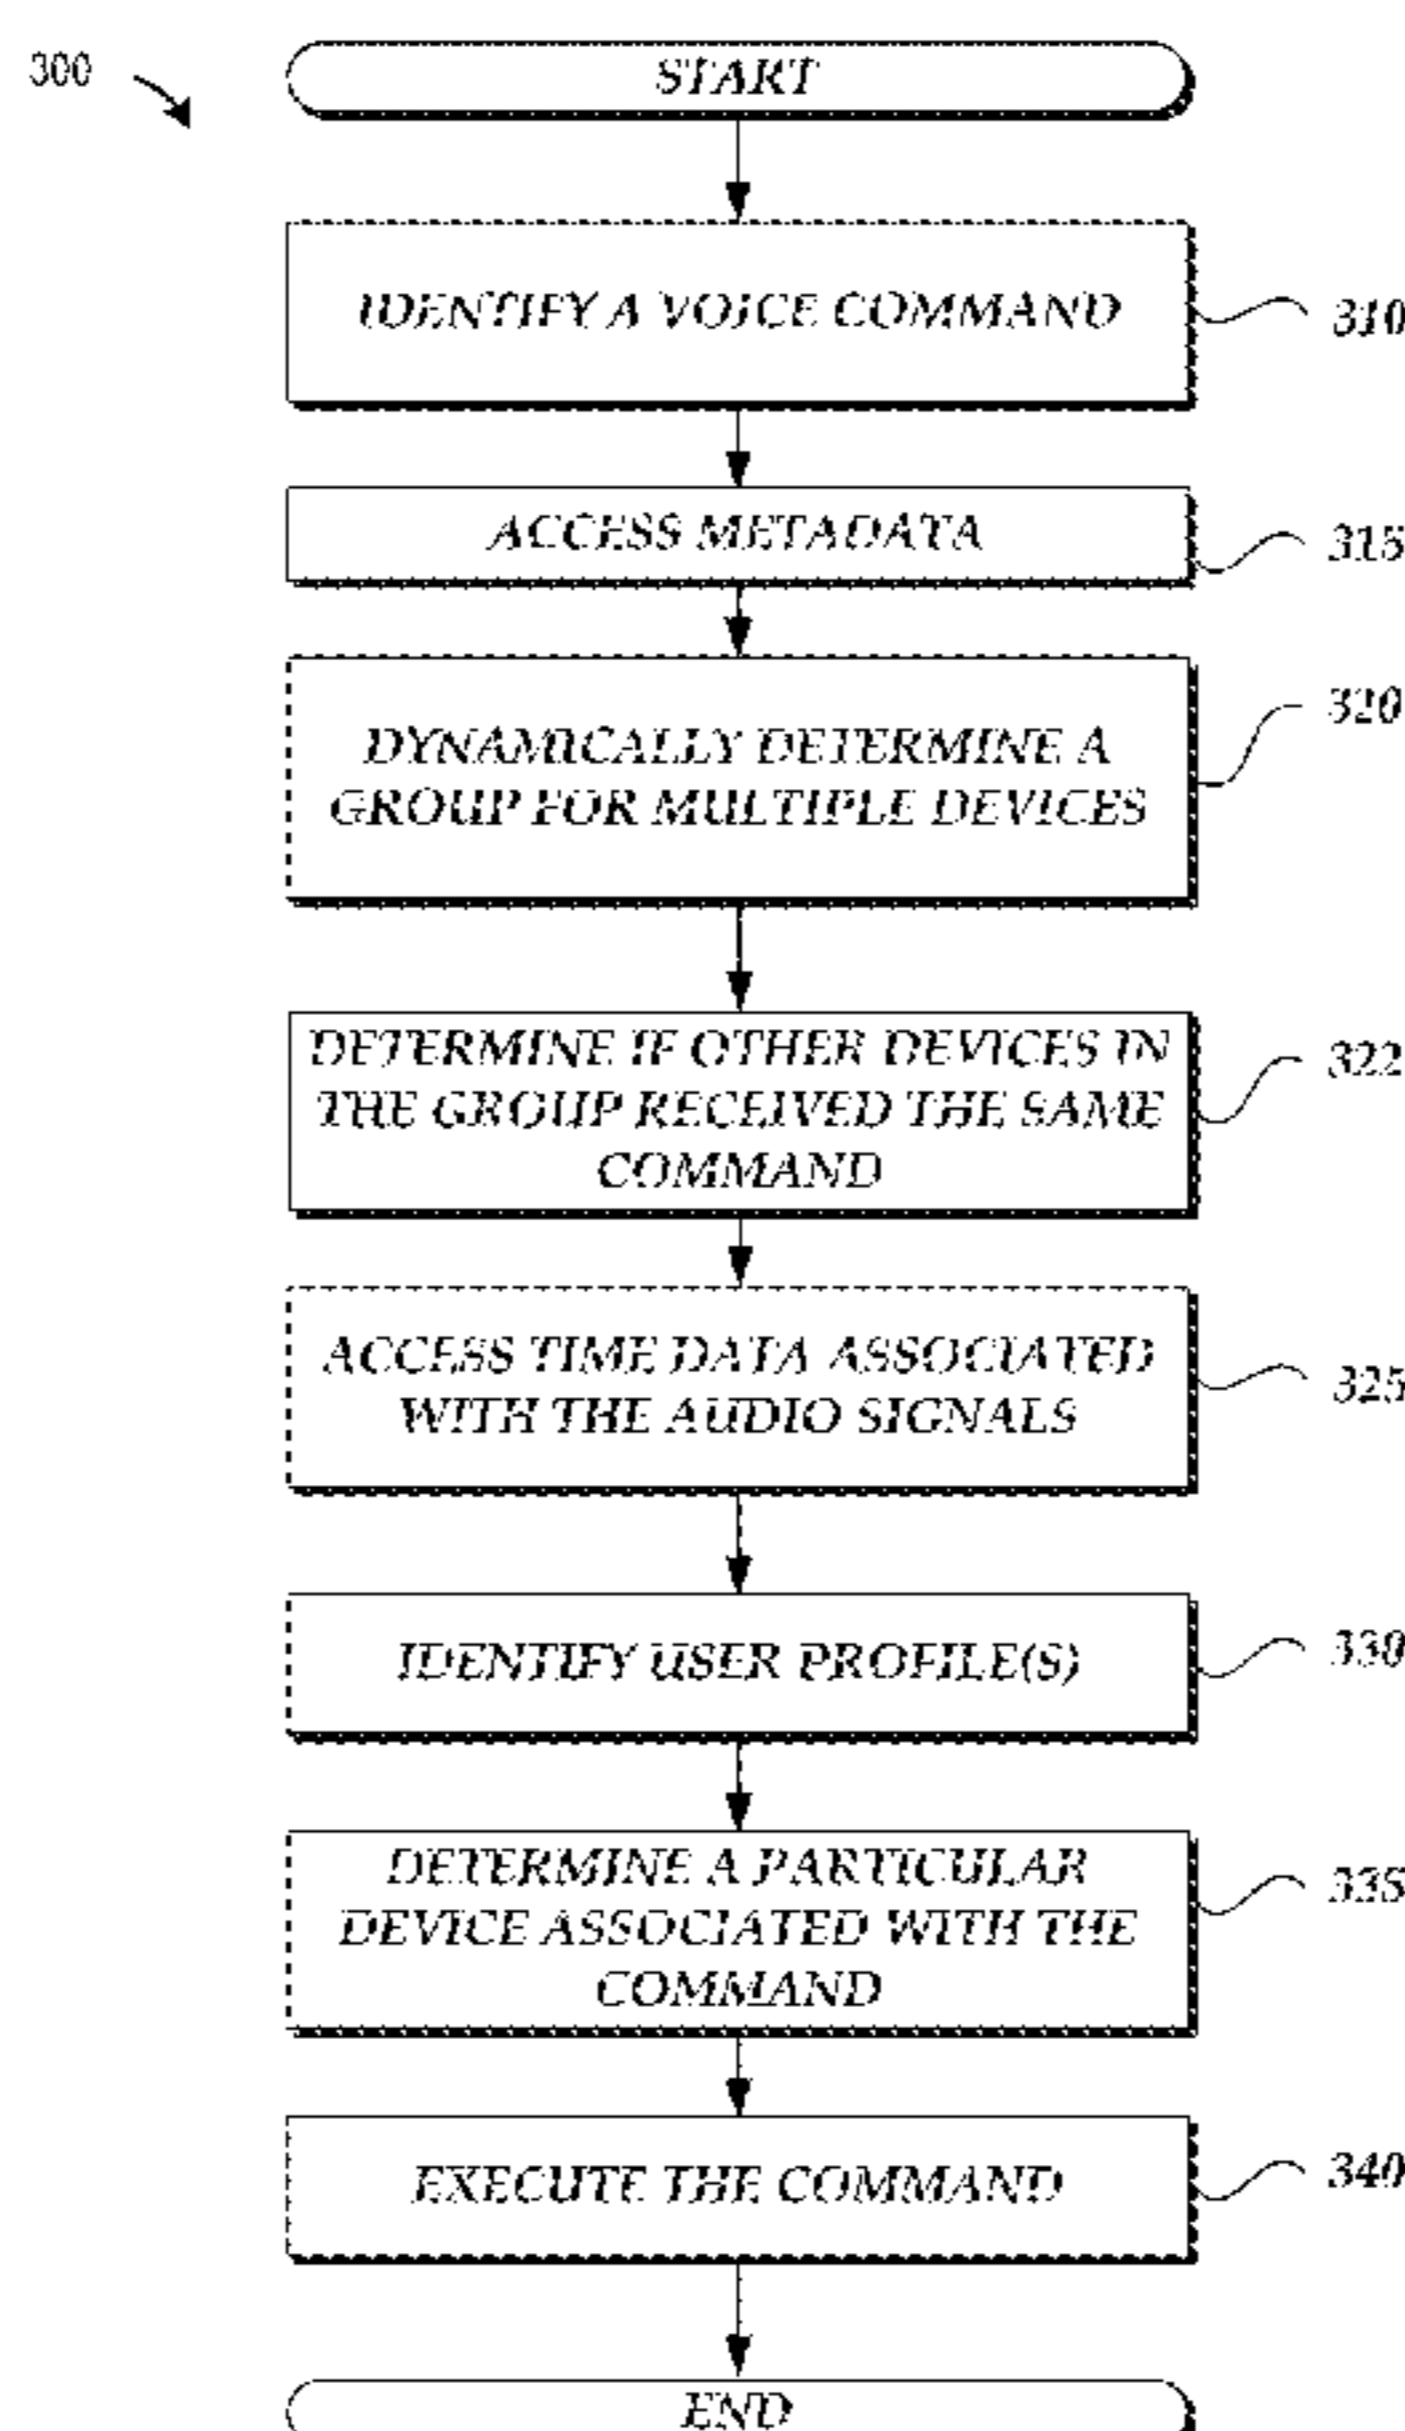 300
START
IDENTIFY A VOICE COMMAND
310
ACCESS METADATA
315
320
DYNAMICALLY DETERMINE A
GROUP FOR MULTIPLE DEVICES
DETERMINE IF OTHER DEVICES IN
322
THE GROUP RECEIVED THE SAME
COMMAND
ACCESS TIME DATA ASSOCIATED
325
WITH THE AUDIO SIGNALS
IDENTIFY USER PROFILE(S)
330
DETERMINE A PARTICULAR
335
DEVICE ASSOCIATED WITH THE
COMMAND
EXECUTE THE COMMAND
340
END